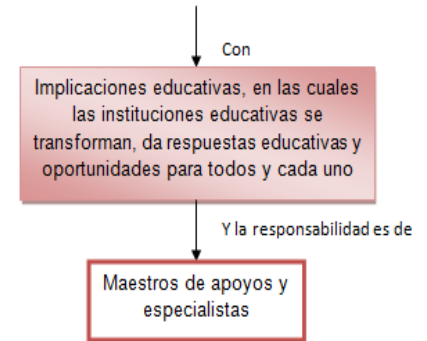 Con
Implicaciones educativas, en las cuales
las instituciones educativas se
transforman, da respuestas educativas y
oportunidades para todos y cada uno
Y la responsabilidad es de
Maestros de apoyos y
especialistas